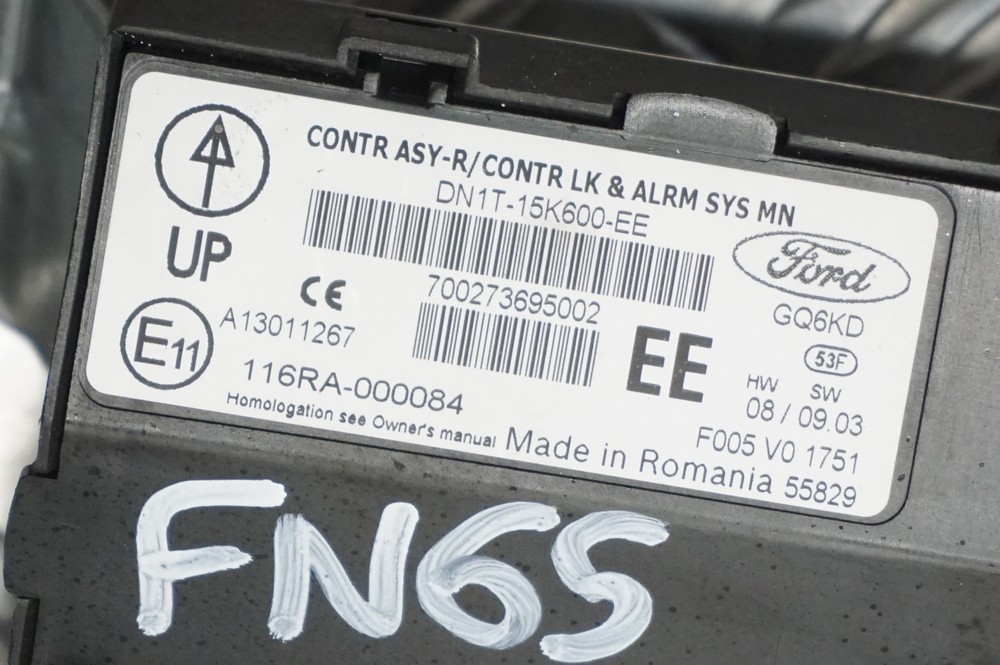 CONTR ASY-R/CONTR LK & ALRM SYS MN
DN1T-15K600-EE
UP
Ford
CE
700273695002
GQ6KD
E11
A13011267
EE
53F
HW SW
116RA-000084
08 / 09.03
Homologation see Owner's manual
F005 V0 1751
Made in Romania 55829
FN65